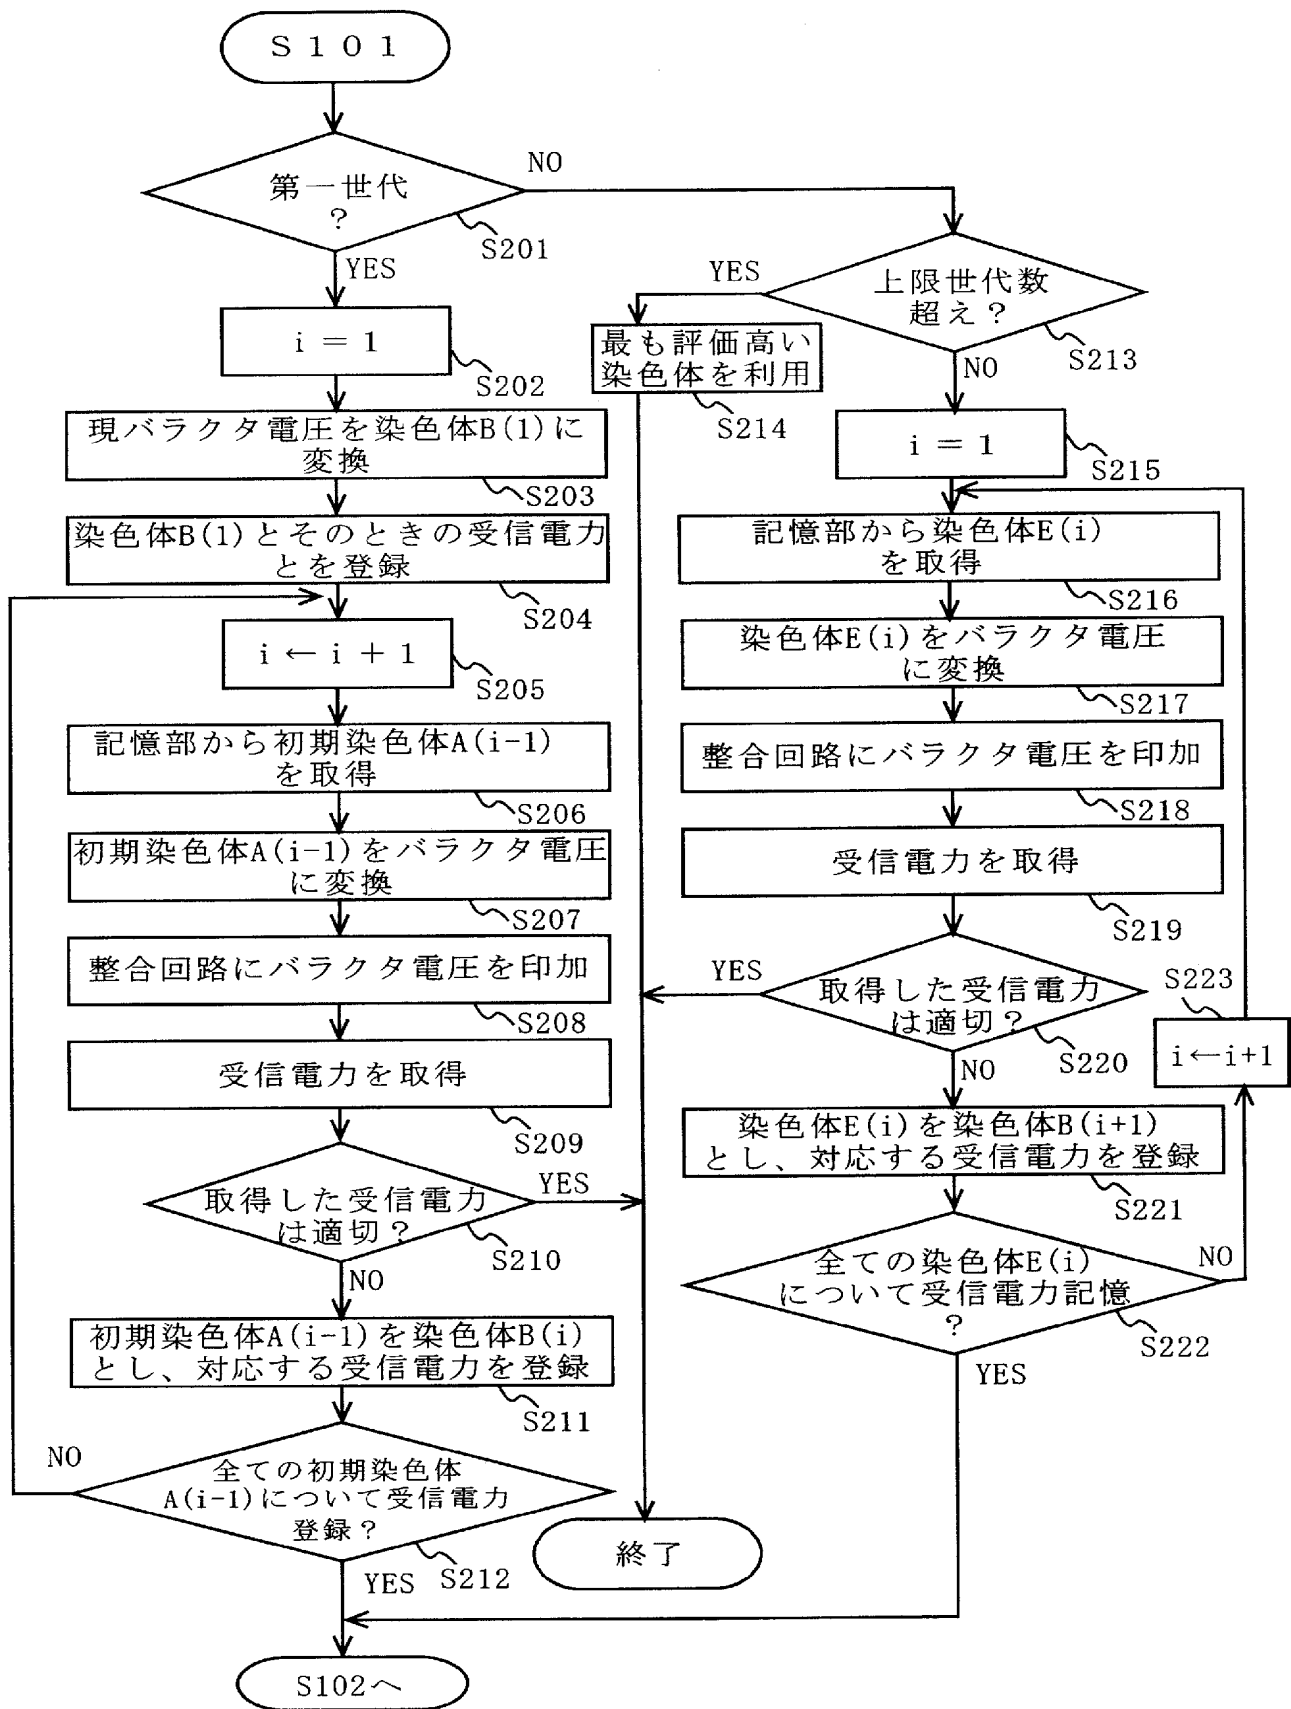 S101
第一世代
?
S201
YES
NO
i = 1
S202
現バラクタ電圧を染色体B(1)に
変換
S203
染色体B(1)とそのときの受信電力
とを登録
S204
i ← i + 1
S205
記憶部から初期染色体A(i-1)
を取得
S206
初期染色体A(i-1)をバラクタ電圧
に変換
S207
整合回路にバラクタ電圧を印加
S208
受信電力を取得
S209
取得した受信電力
は適切?
S210
YES
NO
初期染色体A(i-1)を染色体B(i)
とし、対応する受信電力を登録
S211
全ての初期染色体
A(i-1)について受信電力
登録?
S212
NO
YES
S102へ
上限世代数
超え?
S213
YES
NO
最も評価高い
染色体を利用
S214
i = 1
S215
記憶部から染色体E(i)
を取得
S216
染色体E(i)をバラクタ電圧
に変換
S217
整合回路にバラクタ電圧を印加
S218
受信電力を取得
S219
取得した受信電力
は適切?
S220
YES
NO
染色体E(i)を染色体B(i+1)
とし、対応する受信電力を登録
S221
全ての染色体E(i)
について受信電力記憶
?
S222
NO
YES
S223
i←i+1
終了